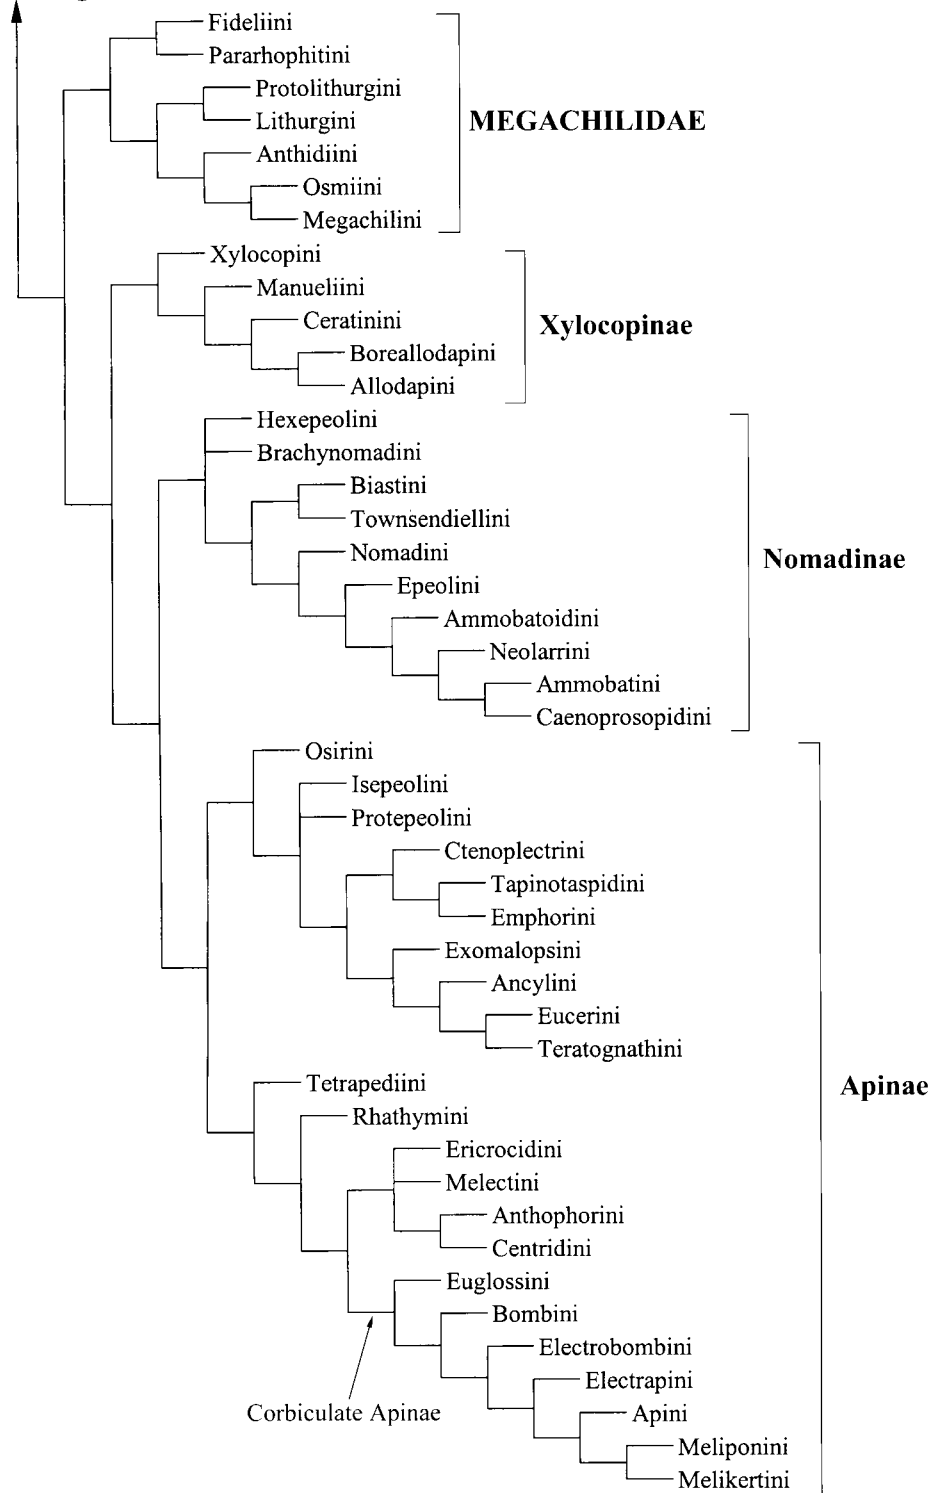 Fideliini
Pararhophitini
Protolithurgini
Lithurgini
MEGACHILIDAE
Anthidiini
Osmiini
Megachilini
Xylocopini
Manueliini
Ceratinini
Xylocopinae
Boreallodapini
Allodapini
Hexepeolini
Brachynomadini
Biastini
Townsendiellini
Nomadini
Nomadinae
Epeolini
Ammobatoidini
Neolarrini
Ammobatini
Caenoprosopidini
Osirini
Isepeolini
Protepeolini
Ctenoplectrini
Tapinotaspidini
Emphorini
Exomalopsini
Ancylini
Eucerini
Teratognathini
Tetrapediini
Apinae
Rhathymini
Ericrocidini
Melectini
Anthophorini
Centridini
Euglossini
Bombini
Electrobombini
Electrapini
Corbiculate Apinae
Apini
Meliponini
Melikertini